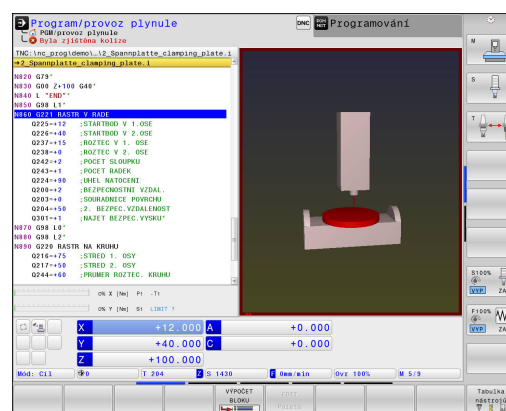 Program/provoz plynule
DNC
Programování
PGM/provoz plynule
Byla zjištěna kolize
TNC:\nc_prog\demo\…\2_Spannplatte_clamping_plate.i
→2_Spannplatte_clamping_plate.i
N820 G79*
N830 G00 Z+100 G40*
N840 L "END"*
N850 G98 L1*
N860 G221 RASTR V RADE
Q225=+12 ;STARTBOD V 1.OSE
Q226=+40 ;STARTBOD V 2.OSE
Q237=+15 ;ROZTEC V 1. OSE
Q238=+0 ;ROZTEC V 2. OSE
Q242=+2 ;POCET SLOUPKU
Q243=+1 ;POCET RADEK
Q224=+90 ;UHEL NATOCENI
Q200=+2 ;BEZPECNOSTNI VZDAL.
Q203=+0 ;SOURADNICE POVRCHU
Q204=+50 ;2. BEZPEC.VZDALENOST
Q301=+1 ;NAJET BEZPEC.VYSKU*
N870 G98 L0*
N880 G98 L2*
N890 G220 RASTR NA KRUHU
Q216=+75 ;STRED 1. OSY
Q217=+50 ;STRED 2. OSY
Q244=+60 ;PRUMER ROZTEC. KRUHU
0% X [Nm] P1 -T1
0% Y [Nm] S1 LIMIT 1
X +12.000 A +0.000
Y +40.000 C +0.000
Z +100.000
Mód: Cíl 0 T 204 Z S 1430 F 0mm/min Ovr 100% M 5/9
M
S
T
S100%
VYP ZA
F100%
VYP ZA
VÝPOČET
BLOKU
Tabulka
nástrojů